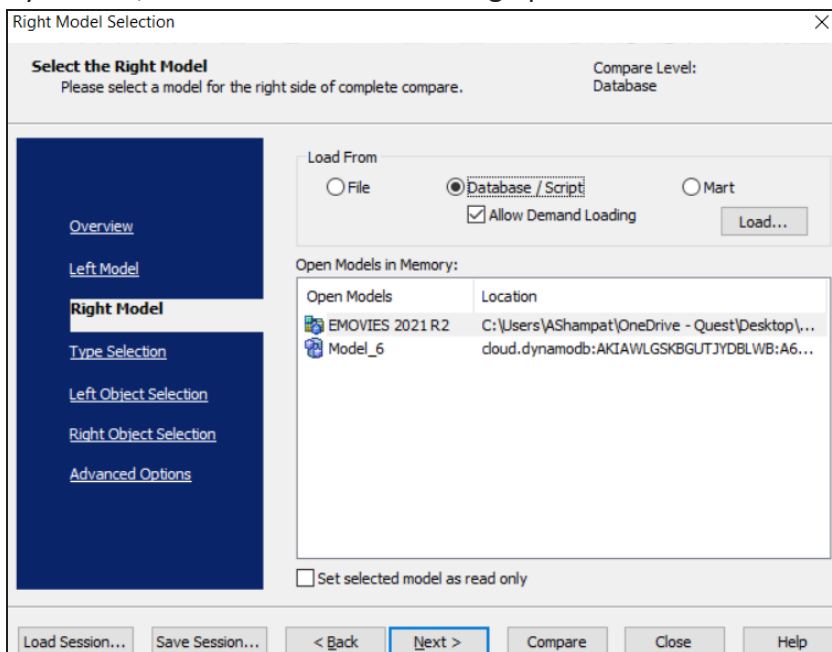 Right Model Selection
Select the Right Model
Please select a model for the right side of complete compare.
Compare Level:
Database
Load From
File
Database / Script
Mart
Allow Demand Loading
Load...
Overview
Left Model
Right Model
Type Selection
Left Object Selection
Right Object Selection
Advanced Options
Open Models in Memory:
Open Models Location
EMOVIES 2021 R2 C:\Users\AShampat\OneDrive - Quest\Desktop\...
Model_6 cloud.dynamodb:AKIAWLGSKBGUTJYDBLWB:A6...
Set selected model as read only
Load Session... Save Session... < Back Next > Compare Close Help